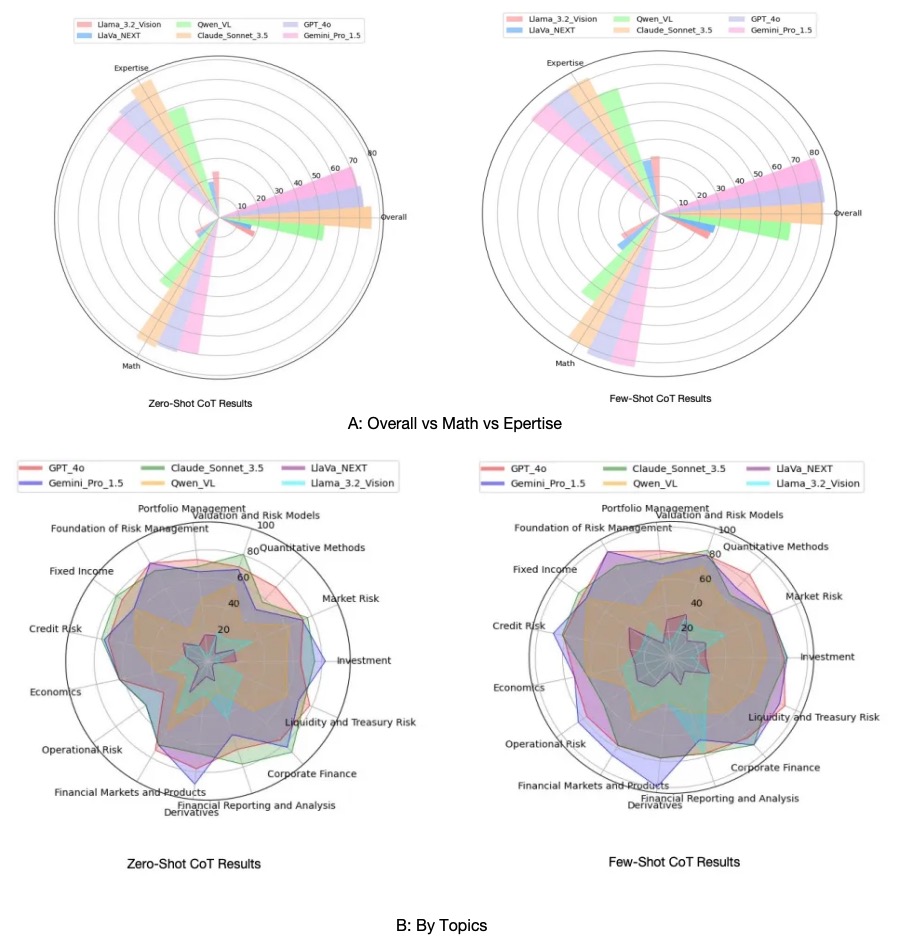 Llama_3.2_Vision Qwen_VL GPT_4o
LlaVa_NEXT Claude_Sonnet_3.5 Gemini_Pro_1.5
Expertise
10 20 30 40 50 60 70 80
Overall
Math
Zero-Shot CoT Results
Llama_3.2_Vision Qwen_VL GPT_4o
LlaVa_NEXT Claude_Sonnet_3.5 Gemini_Pro_1.5
Expertise
10 20 30 40 50 60 70 80
Overall
Math
Few-Shot CoT Results
A: Overall vs Math vs Epertise
GPT_4o Claude_Sonnet_3.5 LlaVa_NEXT
Gemini_Pro_1.5 Qwen_VL Llama_3.2_Vision
Portfolio Management
Valuation and Risk Models
Foundation of Risk Management
100
Quantitative Methods
80
Fixed Income
60
Market Risk
40
Credit Risk
20
Investment
Economics
Liquidity and Treasury Risk
Operational Risk
Corporate Finance
Financial Markets and Products
Financial Reporting and Analysis
Derivatives
Zero-Shot CoT Results
GPT_4o Claude_Sonnet_3.5 LlaVa_NEXT
Gemini_Pro_1.5 Qwen_VL Llama_3.2_Vision
Portfolio Management
Valuation and Risk Models
Foundation of Risk Management
100
Quantitative Methods
80
Fixed Income
60
Market Risk
40
Credit Risk
20
Investment
Economics
Liquidity and Treasury Risk
Operational Risk
Corporate Finance
Financial Markets and Products
Financial Reporting and Analysis
Derivatives
Few-Shot CoT Results
B: By Topics